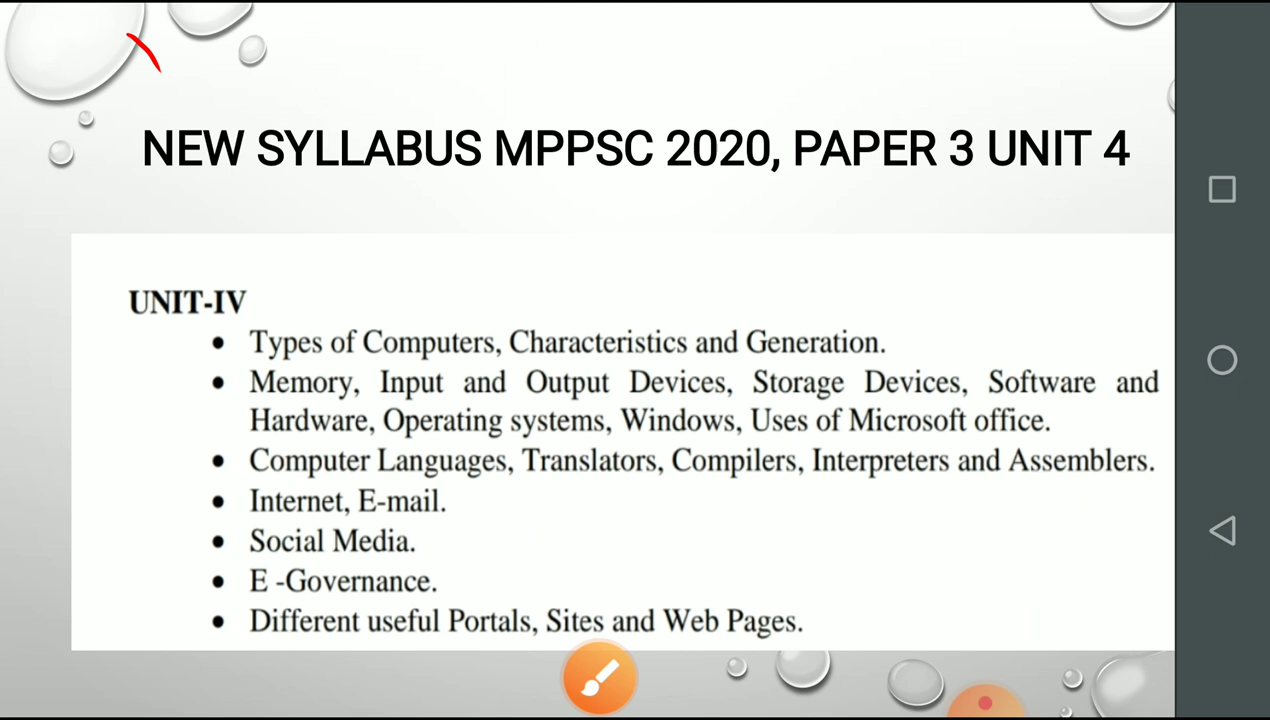 NEW SYLLABUS MPPSC 2020, PAPER 3 UNIT 4
UNIT-IV
• Types of Computers, Characteristics and Generation.
• Memory, Input and Output Devices, Storage Devices, Software and
Hardware, Operating systems, Windows, Uses of Microsoft office.
• Computer Languages, Translators, Compilers, Interpreters and Assemblers.
• Internet, E-mail.
• Social Media.
• E -Governance.
• Different useful Portals, Sites and Web Pages.